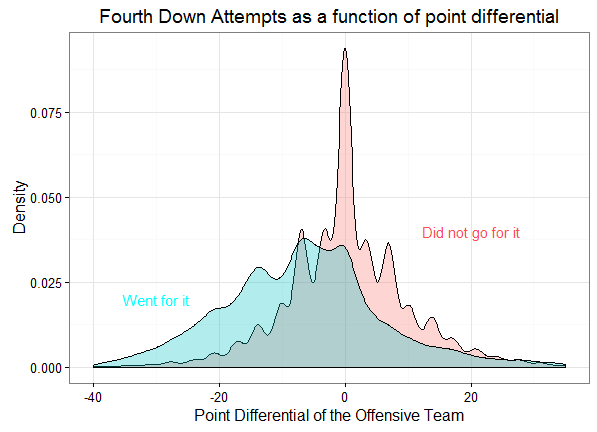 Fourth Down Attempts as a function of point differential
0.075
0.050
0.025
0.000
Density
Did not go for it
Went for it
-40
-20
0
20
Point Differential of the Offensive Team